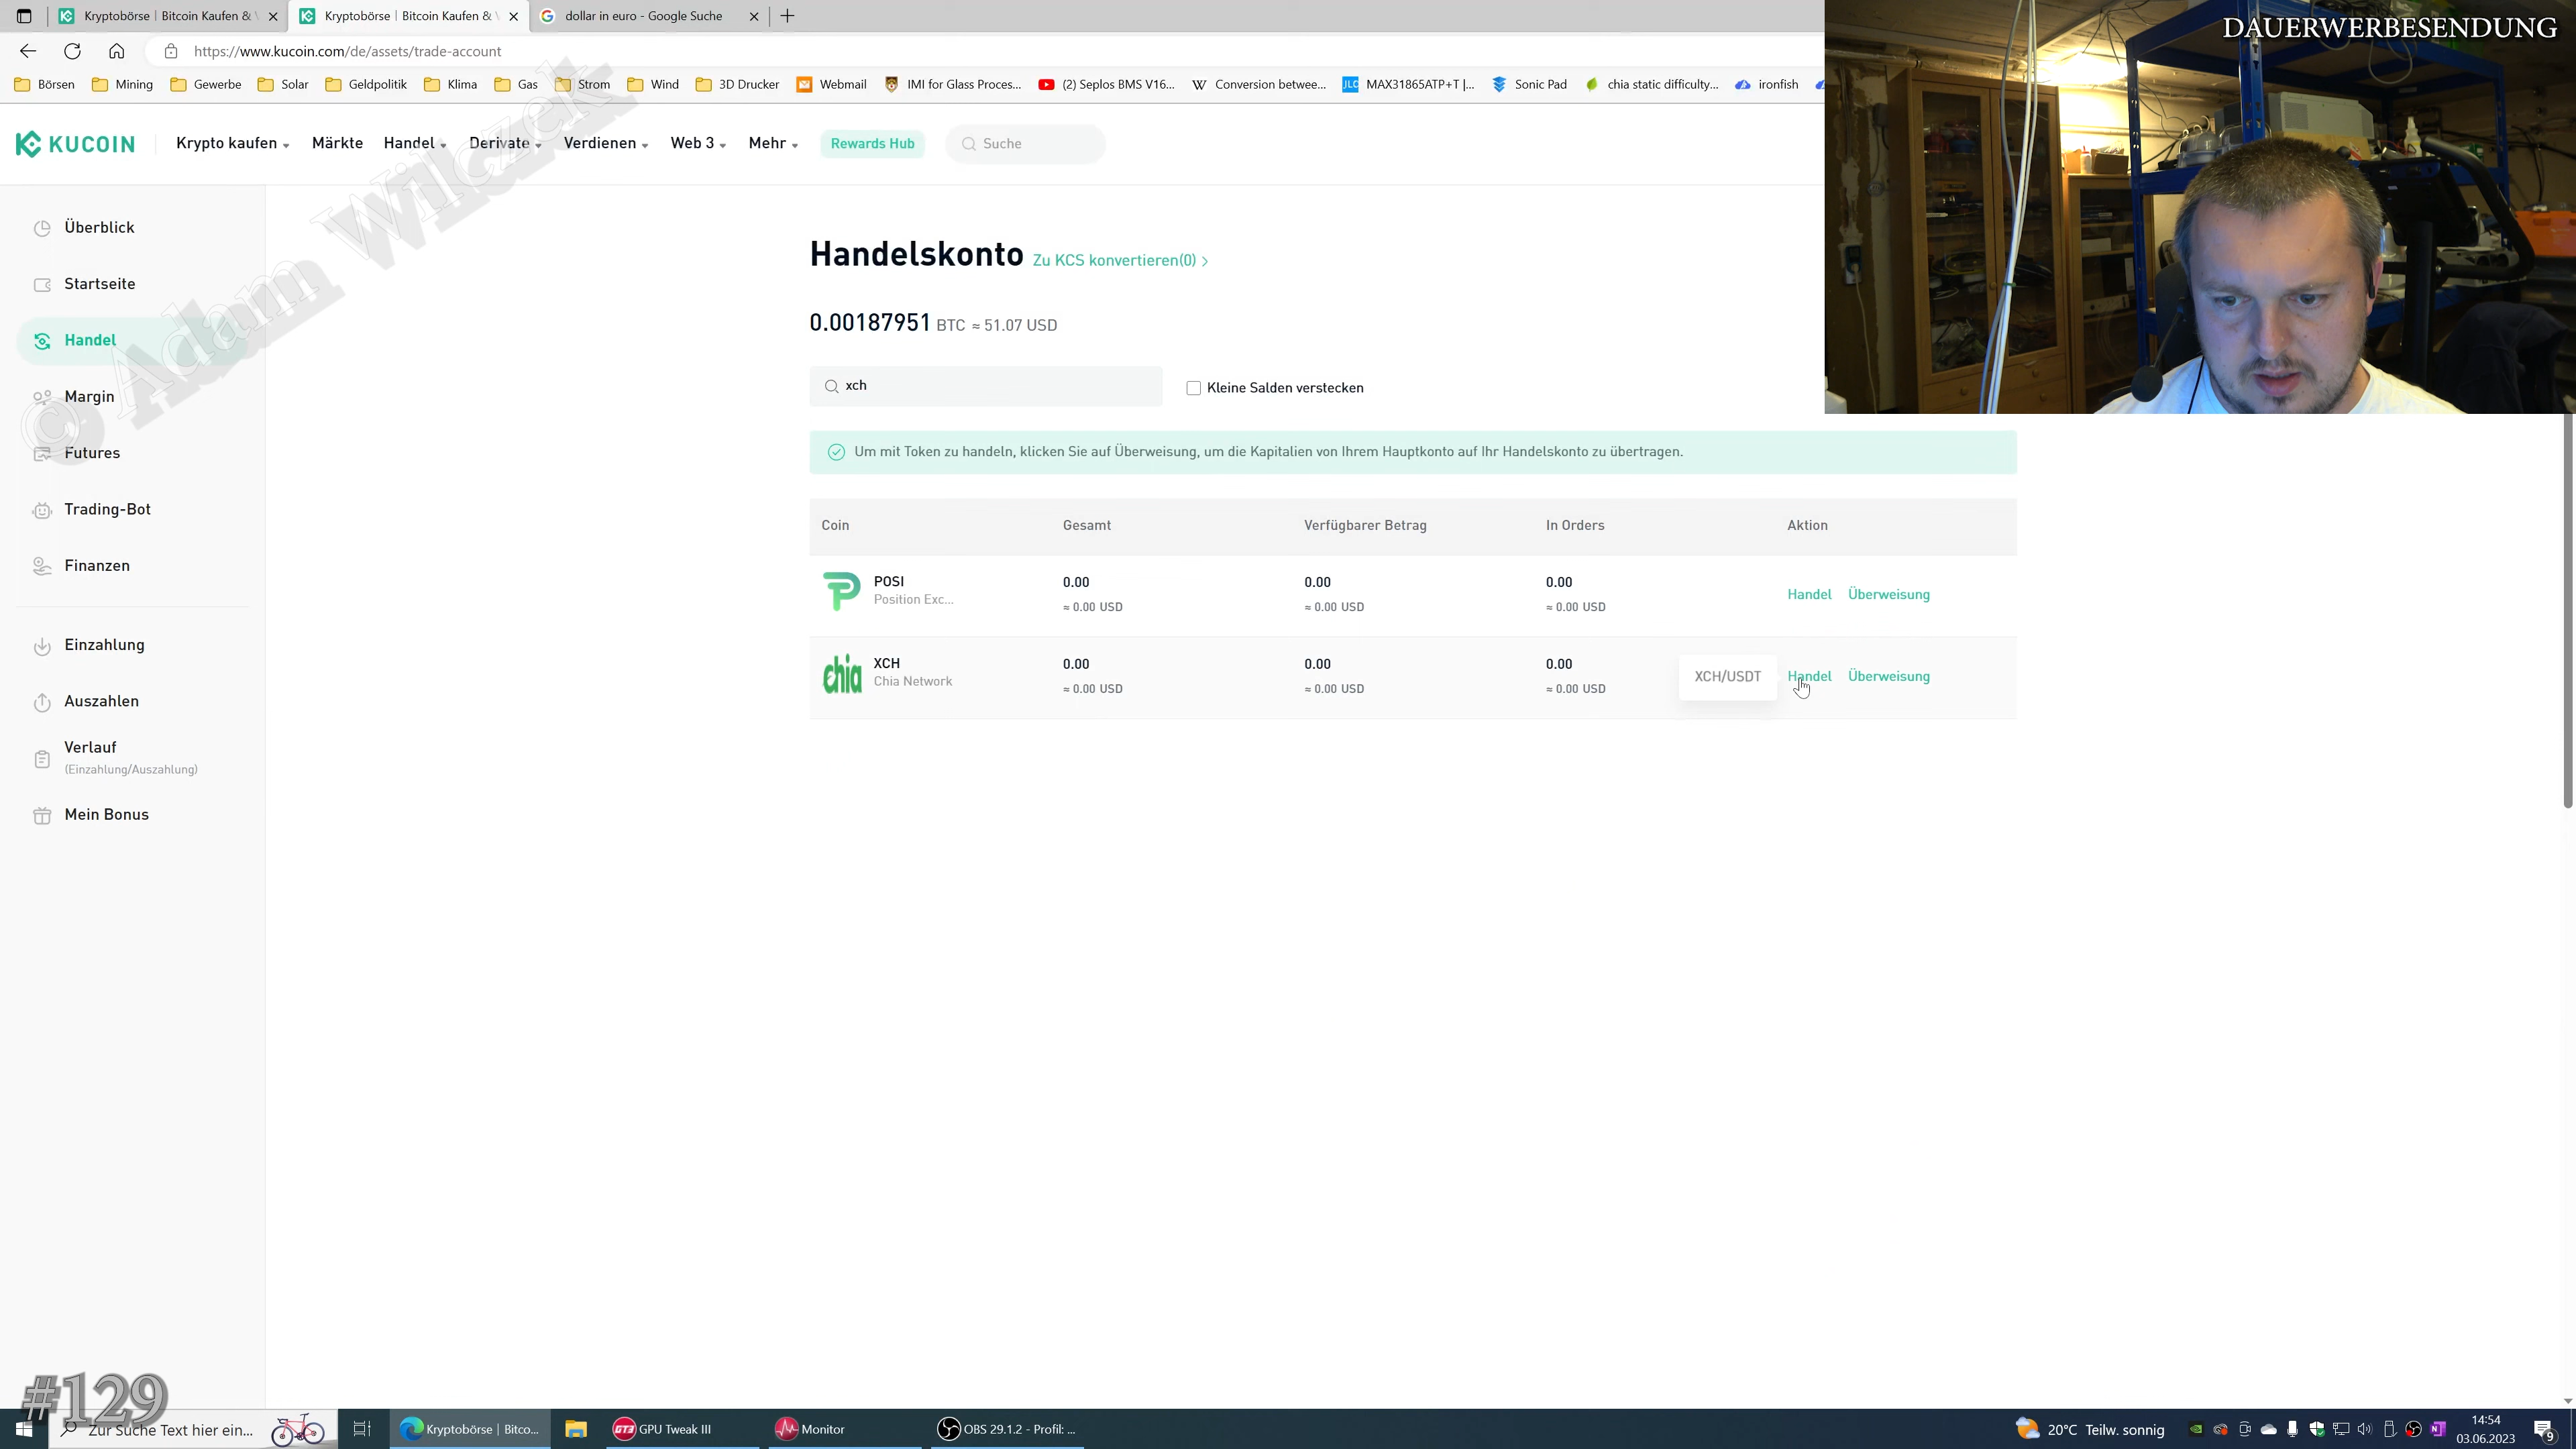 Kryptobörse | Bitcoin Kaufen & V
Kryptobörse | Bitcoin Kaufen & V
dollar in euro - Google Suche
https://www.kucoin.com/de/assets/trade-account
Börsen
Mining
Gewerbe
Solar
Geldpolitik
Klima
Gas
Strom
Wind
3D Drucker
Webmail
IMI for Glass Proces...
(2) Seplos BMS V16...
Conversion betwee...
MAX31865ATP+T |...
Sonic Pad
chia static difficulty...
ironfish
DAUERWERBESENDUNG
KUCOIN
Krypto kaufen
Märkte
Handel
Derivate
Verdienen
Web 3
Mehr
Rewards Hub
Suche
© Adam Wilczek
Überblick
Startseite
Handel
Margin
Futures
Trading-Bot
Finanzen
Einzahlung
Auszahlen
Verlauf
(Einzahlung/Auszahlung)
Mein Bonus
Handelskonto Zu KCS konvertieren(0)
0.00187951 BTC ≈ 51.07 USD
xch
Kleine Salden verstecken
Um mit Token zu handeln, klicken Sie auf Überweisung, um die Kapitalien von Ihrem Hauptkonto auf Ihr Handelskonto zu übertragen.
Coin Gesamt Verfügbarer Betrag In Orders Aktion
POSI 0.00 0.00 0.00 Handel Überweisung
Position Exc... ≈ 0.00 USD ≈ 0.00 USD ≈ 0.00 USD
chia XCH 0.00 0.00 0.00 XCH/USDT Handel Überweisung
Chia Network ≈ 0.00 USD ≈ 0.00 USD ≈ 0.00 USD
#129
Zur Suche Text hier ein...
Kryptobörse | Bitco...
GT3 GPU Tweak III
Monitor
OBS 29.1.2 - Profil: ...
20°C Teilw. sonnig
14:54
03.06.2023
9